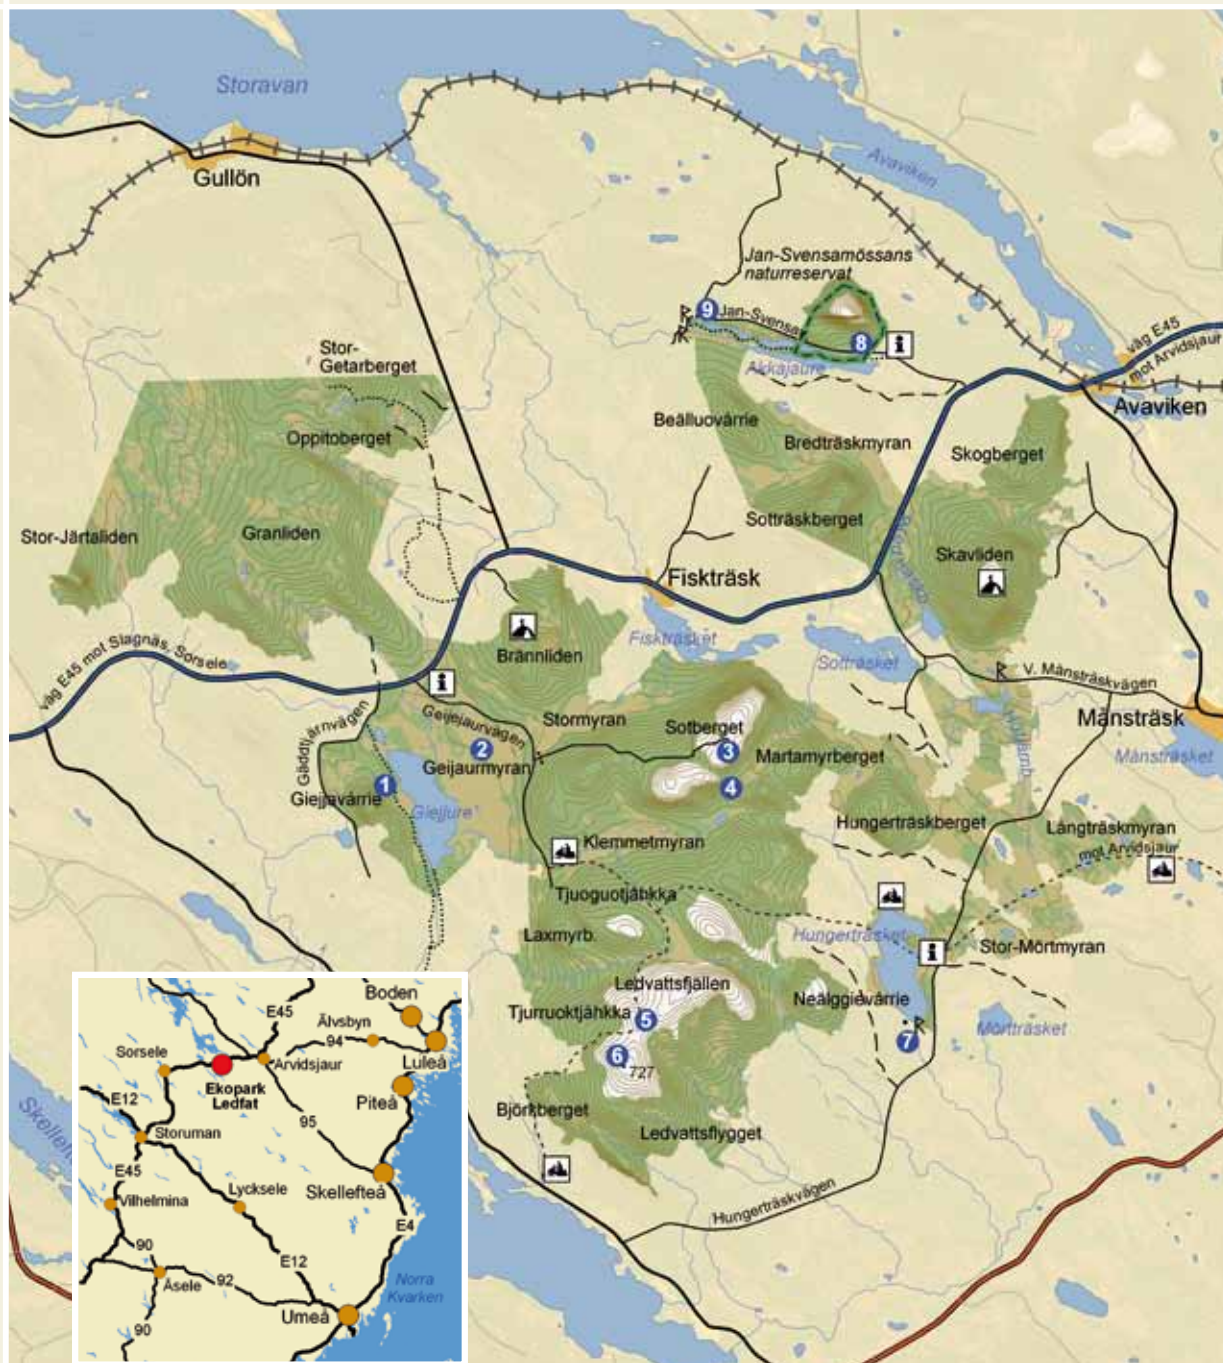 Storavan
Gullön
Avaviken
Jan-Svensamössans
naturreservat
9
Jan-Svensa
8
i
väg E45
mot Arvidsjaur
Akkajaure
Avaviken
Stor-
Getarberget
Oppitoberget
Beälluovárrie
Bredträskmyran
Skogberget
Stor-Järtaliden
Granliden
Sotträskberget
Skavliden
Fiskträsk
Fiskträsket
Brännliden
Sotträsket
väg E45 mot Slagnäs, Sorsele
i
V. Månsträskvägen
Månsträsk
Månsträsket
Gäddtjärnvägen
Geijejaurvägen
Stormyran
Sotberget
2
3
Geijaurmyran
Martamyrberget
1
4
Giejjavárrie
Giejjure
Hungerträskberget
Långträskmyran
mot Arvidsjaur
Klemmetmyran
Tjuoguotjåhkka
Laxmyrb.
Hungerträsket
i
Stor-Mörtmyran
Ledvattsfjällen
Neälggievárrie
Tjurruoktjåhkka
5
Mörtträsket
6
7
727
Björkberget
Ledvattsflygget
Hungerträskvägen
Boden
E45
Älvsbyn
94
Luleå
Sorsele
Arvidsjaur
Ekopark
Ledfat
Piteå
E12
95
Storuman
E45
Lycksele
Skellefteå
Vilhelmina
E4
90
E12
92
Åsele
Norra
Kvarken
Umeå
90